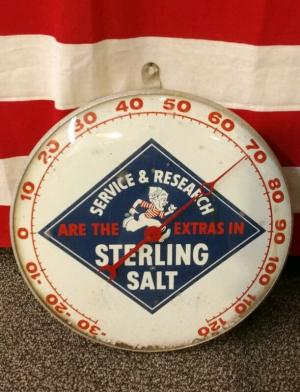 -30 -20 -10 0 10 20 30 40 50 60 70 80 90 100 110 120
SERVICE & RESEARCH
ARE THE EXTRAS IN
STERLING
SALT